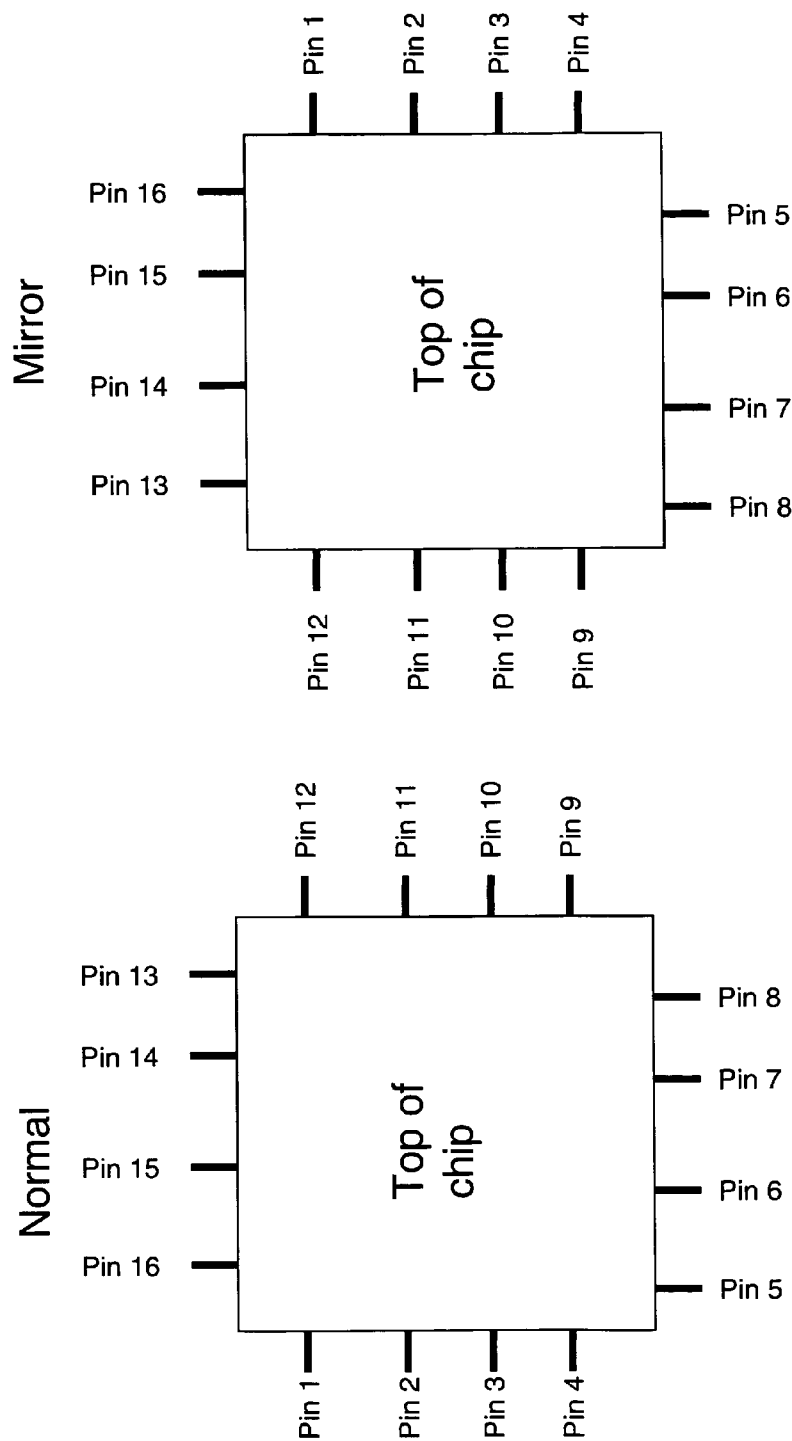 Mirror
Pin 1
Pin 2
Pin 3
Pin 4
Pin 16
Pin 15
Pin 14
Pin 13
Top of
chip
Pin 5
Pin 6
Pin 7
Pin 8
Pin 12
Pin 11
Pin 10
Pin 9
Normal
Pin 12
Pin 11
Pin 10
Pin 9
Pin 13
Pin 14
Pin 15
Pin 16
Top of
chip
Pin 8
Pin 7
Pin 6
Pin 5
Pin 1
Pin 2
Pin 3
Pin 4